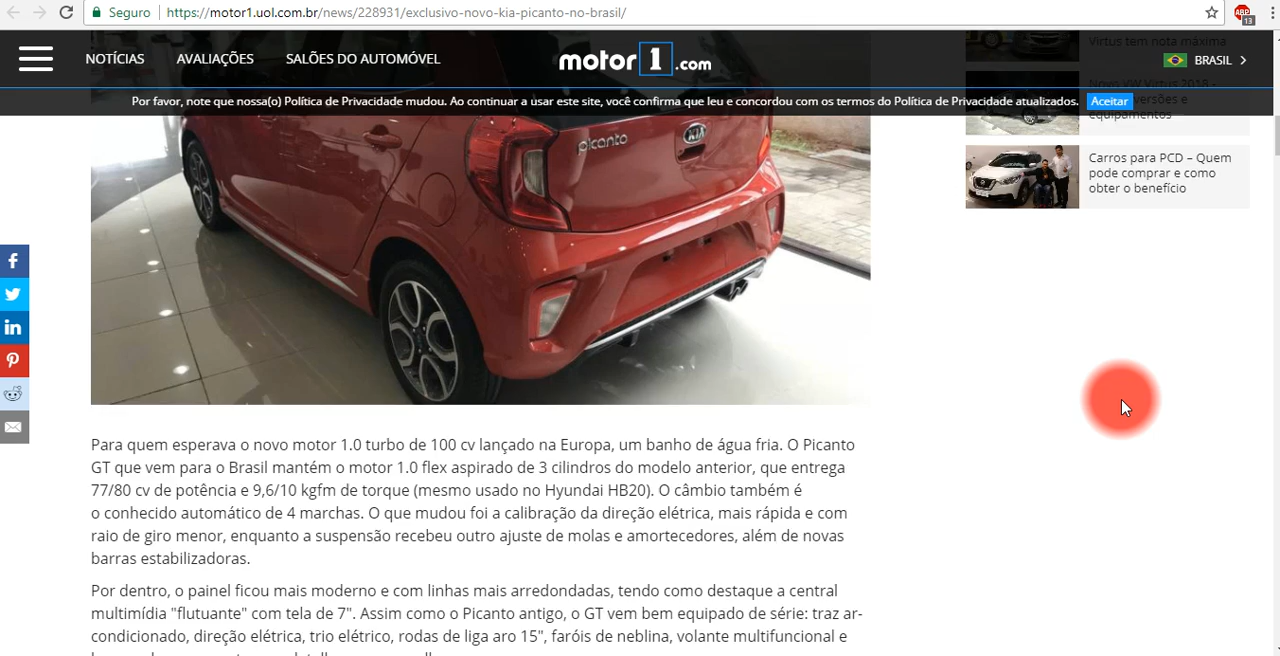 Seguro
https://motor1.uol.com.br/news/228931/exclusivo-novo-kia-picanto-no-brasil/
ABP
13
NOTÍCIAS
AVALIAÇÕES
SALÕES DO AUTOMÓVEL
motor1.com
BRASIL
Virtus tem nota máxima
Por favor, note que nossa(o) Política de Privacidade mudou. Ao continuar a usar este site, você confirma que leu e concordou com os termos do Política de Privacidade atualizados.
Aceitar
Novo VW Virtus 2018 -
versões e
equipamentos
Carros para PCD – Quem
pode comprar e como
obter o benefício
picanto
KIA
Para quem esperava o novo motor 1.0 turbo de 100 cv lançado na Europa, um banho de água fria. O Picanto
GT que vem para o Brasil mantém o motor 1.0 flex aspirado de 3 cilindros do modelo anterior, que entrega
77/80 cv de potência e 9,6/10 kgfm de torque (mesmo usado no Hyundai HB20). O câmbio também é
o conhecido automático de 4 marchas. O que mudou foi a calibração da direção elétrica, mais rápida e com
raio de giro menor, enquanto a suspensão recebeu outro ajuste de molas e amortecedores, além de novas
barras estabilizadoras.
Por dentro, o painel ficou mais moderno e com linhas mais arredondadas, tendo como destaque a central
multimídia "flutuante" com tela de 7". Assim como o Picanto antigo, o GT vem bem equipado de série: traz ar-
condicionado, direção elétrica, trio elétrico, rodas de liga aro 15", faróis de neblina, volante multifuncional e